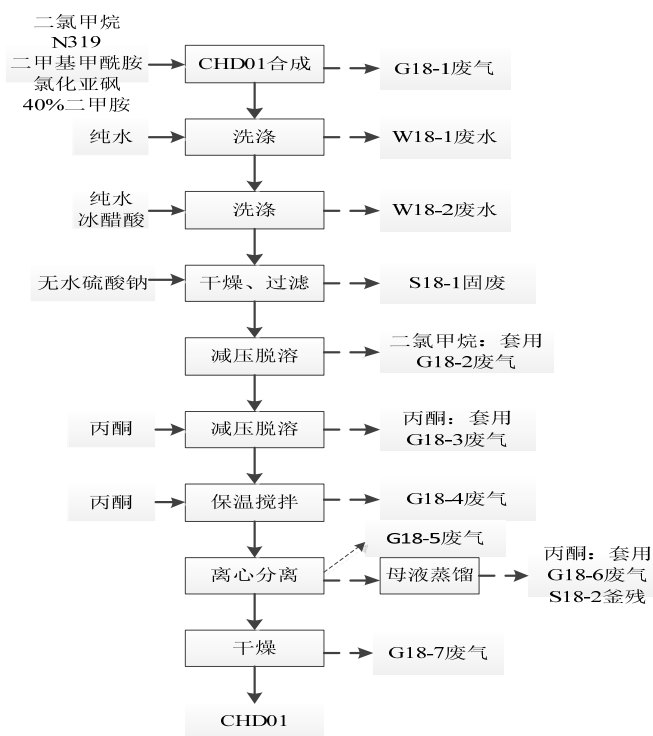 二氯甲烷
N319
二甲基甲酰胺
氯化亚砜
40%二甲胺
CHD01合成
G18-1废气
纯水
洗涤
W18-1废水
纯水
冰醋酸
洗涤
W18-2废水
无水硫酸钠
干燥、过滤
S18-1固废
减压脱溶
二氯甲烷：套用
G18-2废气
丙酮
减压脱溶
丙酮：套用
G18-3废气
丙酮
保温搅拌
G18-4废气
G18-5废气
离心分离
母液蒸馏
丙酮：套用
G18-6废气
S18-2釜残
干燥
G18-7废气
CHD01